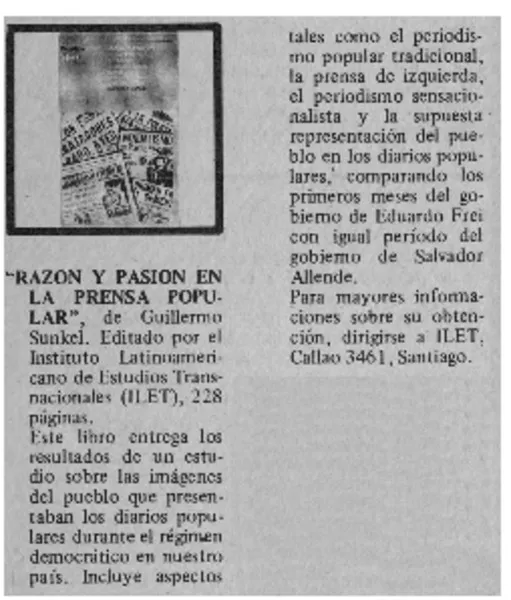 "RAZON Y PASION EN
LA PRENSA POPU-
LAR", de Guillermo
Sunkel. Editado por el
Instituto Latinoameri-
cano de Estudios Trans-
nacionales (ILET), 228
páginas.
Este libro entrega los
resultados de un estu-
dio sobre las imágenes
del pueblo que presen-
taban los diarios popu-
lares durante el régimen
democrático en nuestro
país. Incluye aspectos
tales como el periodis-
mo popular tradicional,
la prensa de izquierda,
el periodismo sensacio-
nalista y la supuesta
representación del pue-
blo en los diarios popu-
lares, comparando los
primeros meses del go-
bierno de Eduardo Frei
con igual período del
gobierno de Salvador
Allende.
Para mayores informa-
ciones sobre su obten-
ción, dirigirse a ILET,
Callao 3461, Santiago.